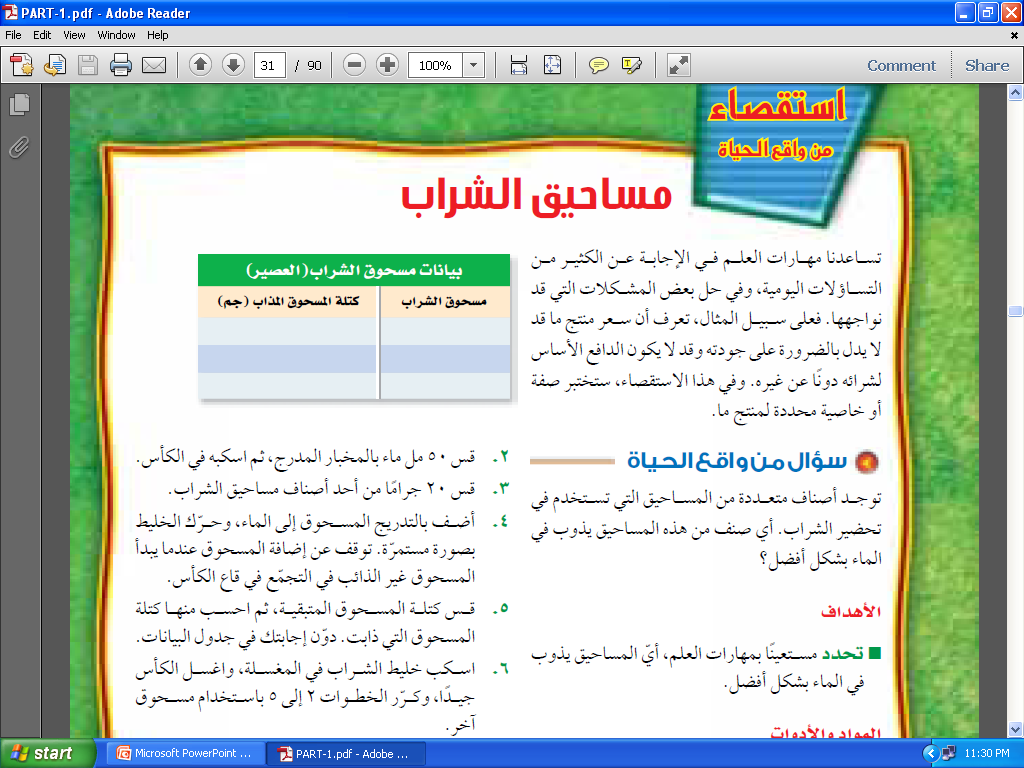 PART-1.pdf - Adobe Reader
File Edit View Window Help
31 / 90 100% Comment Share
استقصاء
من واقع الحياة
مساحيق الشراب
تساعدنا مهارات العلم في الإجابة عن الكثير من
التساؤلات اليومية، وفي حل بعض المشكلات التي قد
نواجهها. فعلى سبيل المثال، تعرف أن سعر منتج ما قد
لا يدل بالضرورة على جودته وقد لا يكون الدافع الأساس
لشرائه دونًا عن غيره. وفي هذا الاستقصاء، ستختبر صفة
أو خاصية محددة لمنتج ما.
سؤال من واقع الحياة
توجد أصناف متعددة من المساحيق التي تستخدم في
تحضير الشراب. أي صنف من هذه المساحيق يذوب في
الماء بشكل أفضل؟
الأهداف
تحدد مستعينًا بمهارات العلم، أيّ المساحيق يذوب
في الماء بشكل أفضل.
المواد والأدوات
بيانات مسحوق الشراب (العصير)
مسحوق الشراب كتلة المسحوق المذاب (جم)
٢. قس ٥٠ مل ماء بالمخبار المدرج، ثم اسكبه في الكأس.
٣. قس ٢٠ جرامًا من أحد أصناف مساحيق الشراب.
٤. أضف بالتدريج المسحوق إلى الماء، وحرّك الخليط
بصورة مستمرّة. توقف عن إضافة المسحوق عندما يبدأ
المسحوق غير الذائب في التجمّع في قاع الكأس.
٥. قس كتلة المسحوق المتبقية، ثم احسب منها كتلة
المسحوق التي ذابت. دوّن إجابتك في جدول البيانات.
٦. اسكب خليط الشراب في المغسلة، واغسل الكأس
جيدًا، وكرّر الخطوات ٢ إلى ٥ باستخدام مسحوق
آخر.
start Microsoft PowerPoint ... PART-1.pdf - Adobe ... 11:30 PM